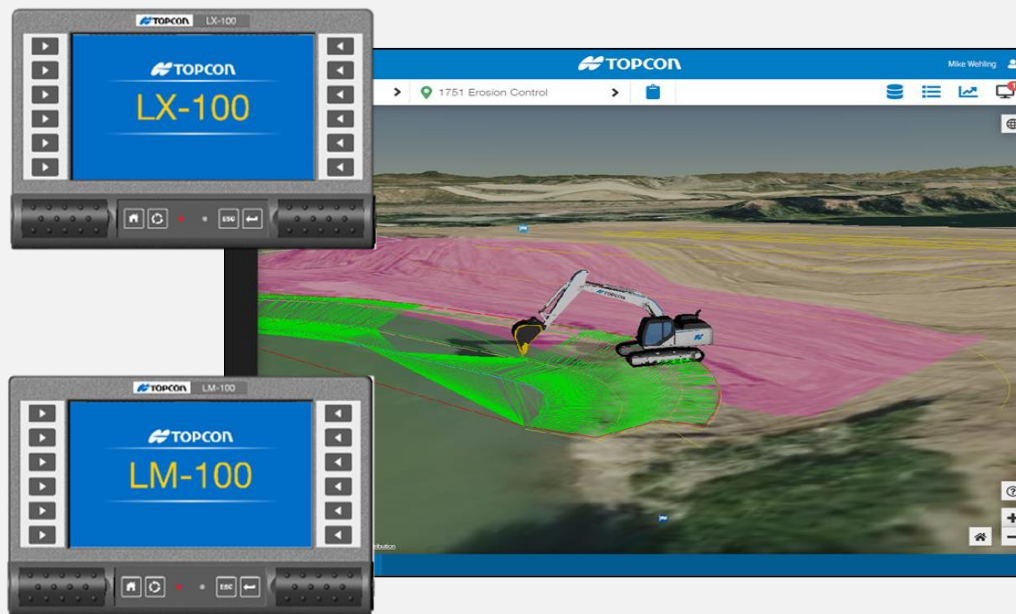 TOPCON LX-100
TOPCON
LX-100
ESC
TOPCON
Mike Wehling
1751 Erosion Control
TOPCON
TOPCON LM-100
TOPCON
LM-100
ESC